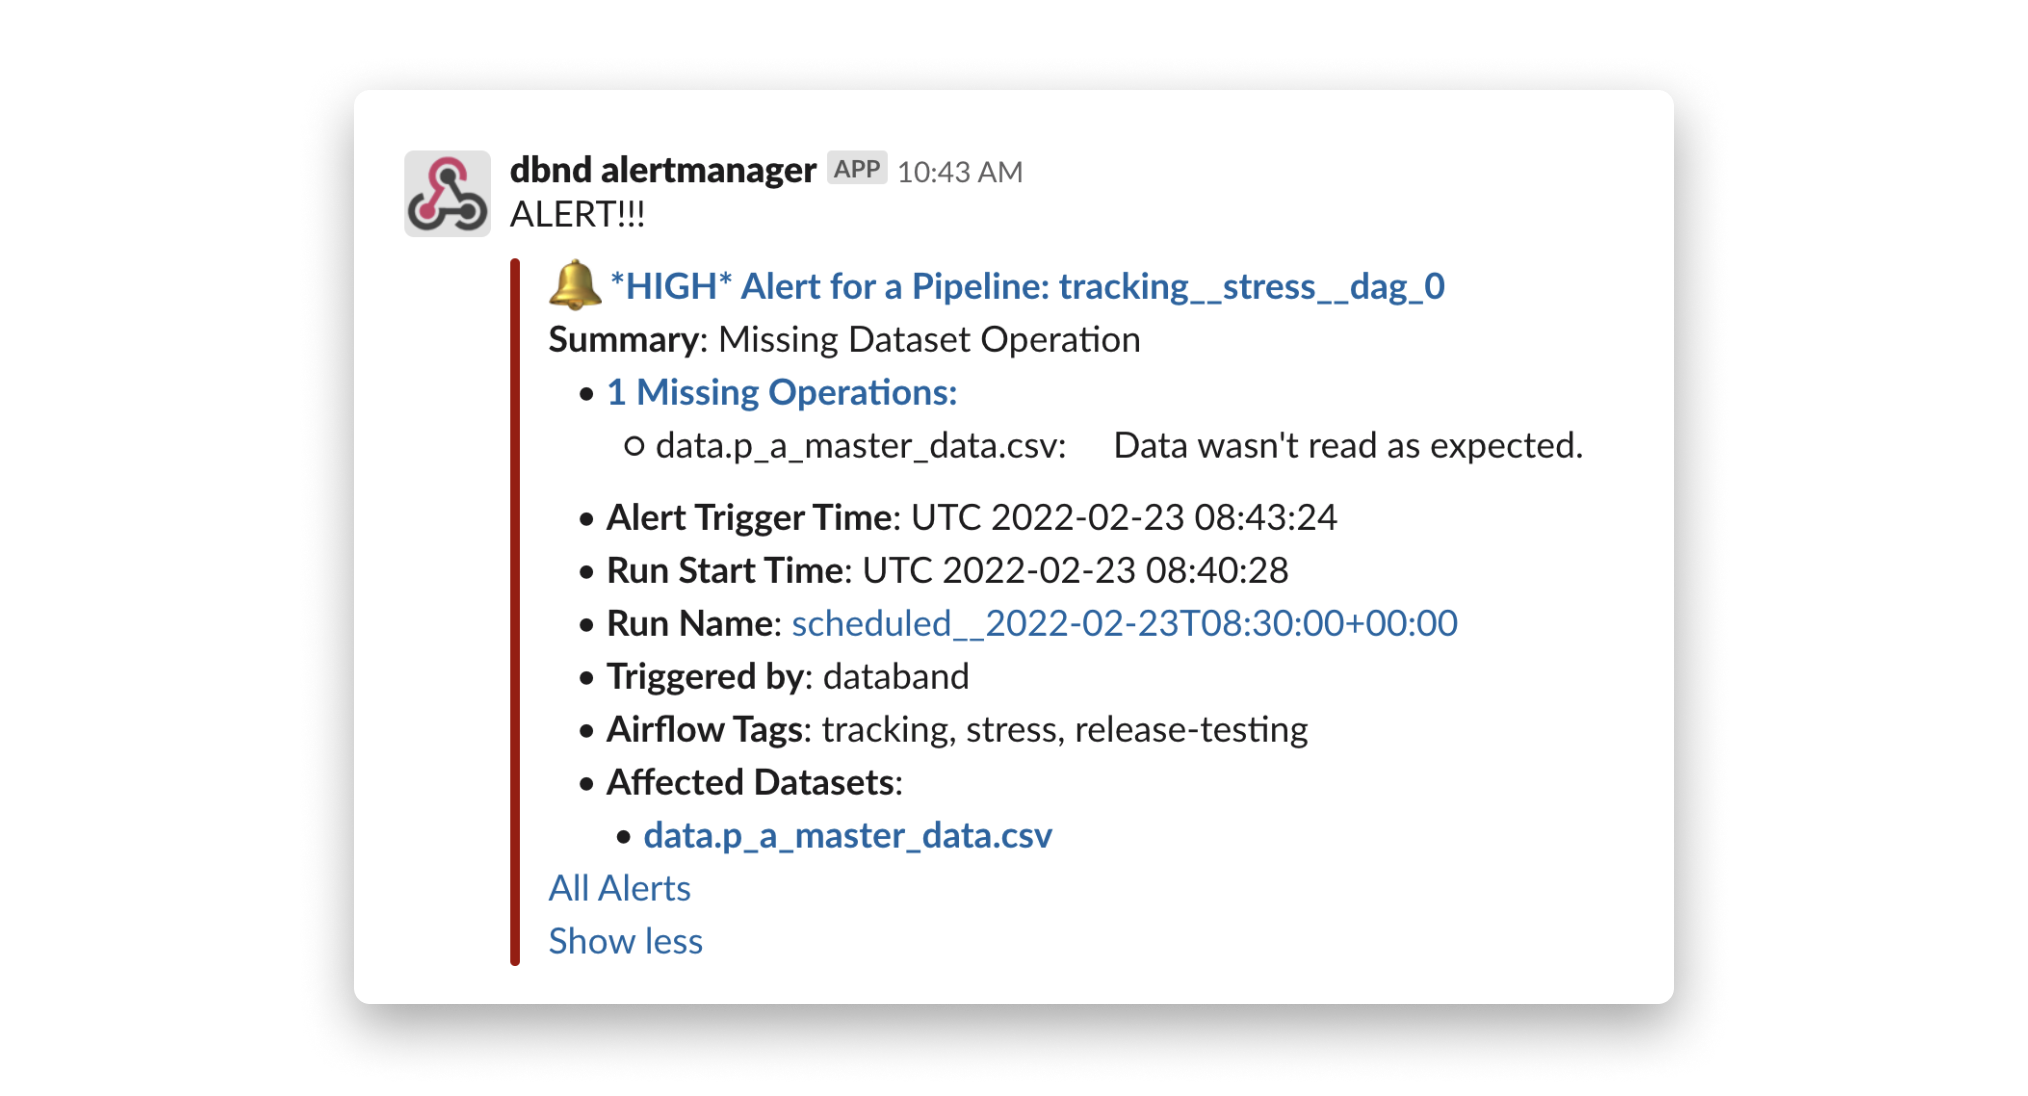 dbnd alertmanager APP 10:43 AM
ALERT!!!
*HIGH* Alert for a Pipeline: tracking__stress__dag_0
Summary: Missing Dataset Operation
• 1 Missing Operations:
○ data.p_a_master_data.csv: Data wasn't read as expected.
• Alert Trigger Time: UTC 2022-02-23 08:43:24
• Run Start Time: UTC 2022-02-23 08:40:28
• Run Name: scheduled__2022-02-23T08:30:00+00:00
• Triggered by: databand
• Airflow Tags: tracking, stress, release-testing
• Affected Datasets:
• data.p_a_master_data.csv
All Alerts
Show less